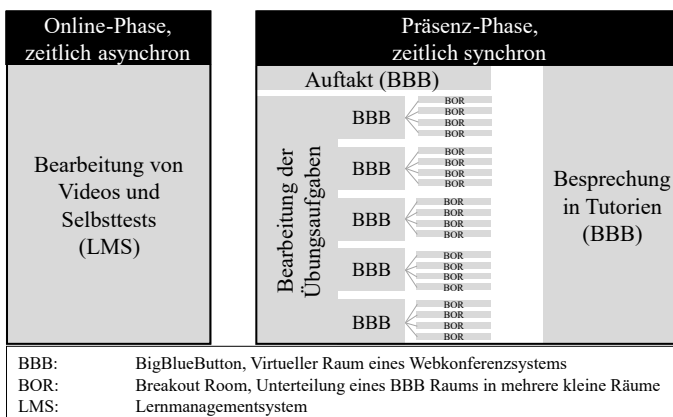 Online-Phase,
zeitlich asynchron
Bearbeitung von
Videos und
Selbsttests
(LMS)
Präsenz-Phase,
zeitlich synchron
Auftakt (BBB)
Bearbeitung der
Übungsaufgaben
BBB
BOR
BOR
BOR
BOR
BBB
BOR
BOR
BOR
BOR
BBB
BOR
BOR
BOR
BOR
BBB
BOR
BOR
BOR
BOR
BBB
BOR
BOR
BOR
BOR
Besprechung
in Tutorien
(BBB)
BBB: BigBlueButton, Virtueller Raum eines Webkonferenzsystems
BOR: Breakout Room, Unterteilung eines BBB Raums in mehrere kleine Räume
LMS: Lernmanagementsystem